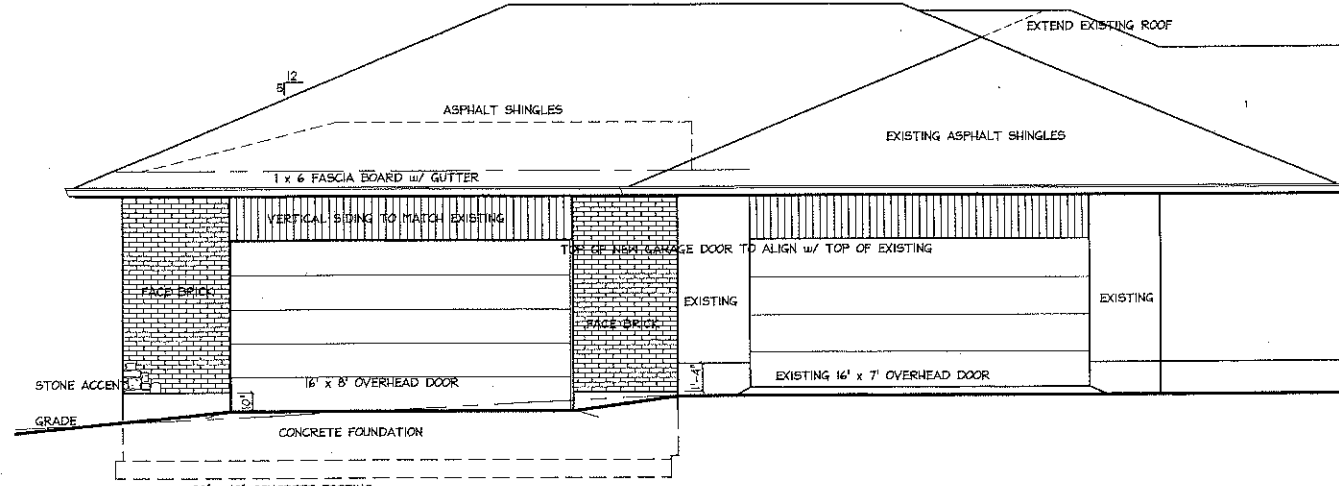 EXTEND EXISTING ROOF
12
5
ASPHALT SHINGLES
EXISTING ASPHALT SHINGLES
1 x 6 FASCIA BOARD w/ GUTTER
VERTICAL SIDING TO MATCH EXISTING
TOP OF NEW GARAGE DOOR TO ALIGN w/ TOP OF EXISTING
FACE BRICK
EXISTING
EXISTING
FACE BRICK
STONE ACCENT
16' x 8' OVERHEAD DOOR
1'-4"
EXISTING 16' x 7' OVERHEAD DOOR
GRADE
CONCRETE FOUNDATION